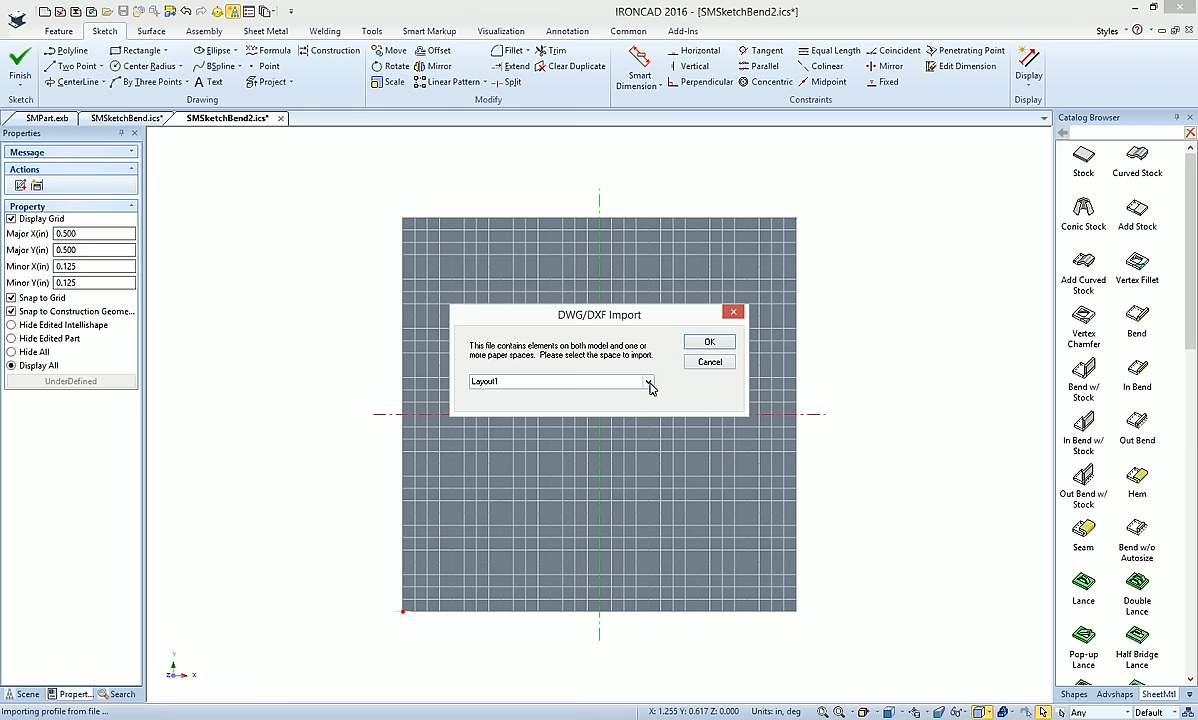 IRONCAD 2016 - [SMSketchBend2.ics*]
Feature Sketch Surface Assembly Sheet Metal Welding Tools Smart Markup Visualization Annotation Common Add-Ins Styles
Polyline Rectangle Ellipse Formula Construction Move Offset Fillet Trim Horizontal Tangent Equal Length Coincident Penetrating Point
Two Point Center Radius BSpline Point Rotate Mirror Extend Clear Duplicate Vertical Parallel Colinear Mirror Edit Dimension
Finish Smart Dimension Display
CenterLine By Three Points Text Project Scale Linear Pattern Split Perpendicular Concentric Midpoint Fixed
Sketch Drawing Modify Constraints Display
SMPart.exb SMSketchBend.ics* SMSketchBend2.ics*
Properties
Message
Actions
Property
Display Grid
Major X(in) 0.500
Major Y(in) 0.500
Minor X(in) 0.125
Minor Y(in) 0.125
Snap to Grid
Snap to Construction Geome...
Hide Edited Intellishape
Hide Edited Part
Hide All
Display All
UnderDefined
DWG/DXF Import
This file contains elements on both model and one or
more paper spaces. Please select the space to import.
OK
Cancel
Layout1
Y
Z X
Catalog Browser
Stock Curved Stock
Conic Stock Add Stock
Add Curved Stock Vertex Fillet
Vertex Chamfer Bend
Bend w/ Stock In Bend
In Bend w/ Stock Out Bend
Out Bend w/ Stock Hem
Seam Bend w/o Autosize
Lance Double Lance
Pop-up Lance Half Bridge Lance
Scene Propert... Search
Shapes Advshaps SheetMtl
Importing profile from file ... X: 1.255 Y: 0.617 Z: 0.000 Units: in, deg Any Default